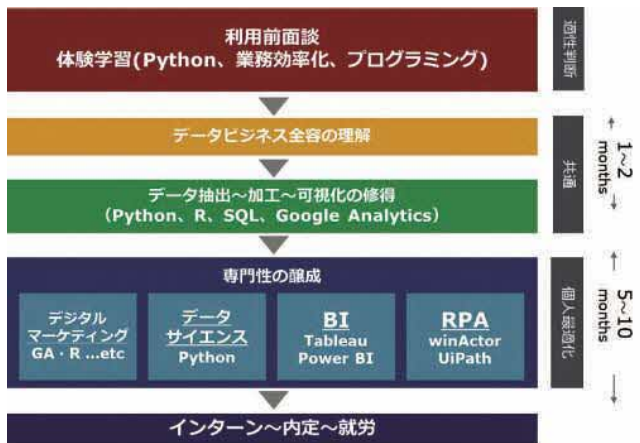 利用前面談
体験学習(Python、業務効率化、プログラミング)
適性判断
データビジネス全容の理解
データ抽出～加工～可視化の修得
（Python、R、SQL、Google Analytics）
共通
1～2
months
専門性の醸成
デジタル
マーケティング
GA・R …etc
データ
サイエンス
Python
BI
Tableau
Power BI
RPA
winActor
UiPath
個人最適化
5～10
months
インターン～内定～就労